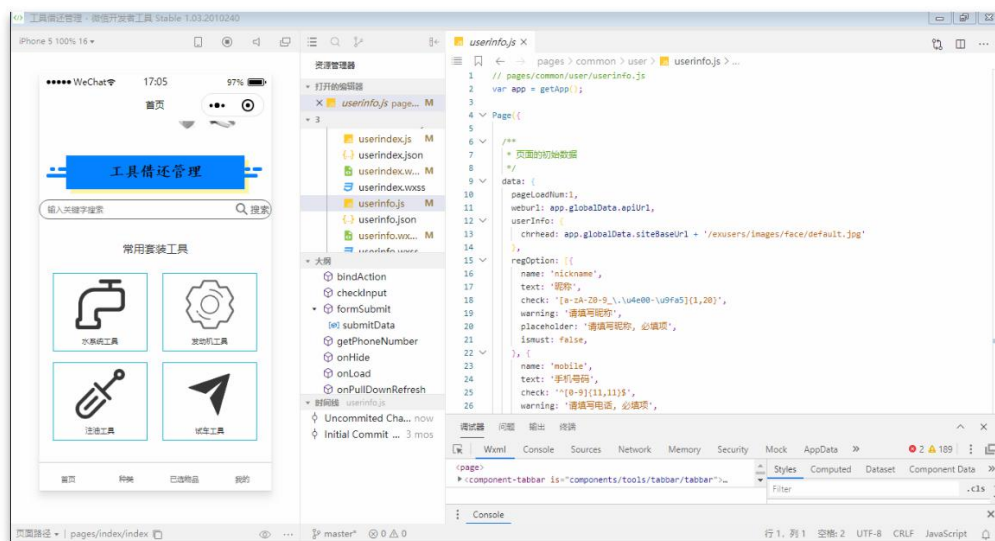 工具借还管理 - 微信开发者工具 Stable 1.03.2010240
iPhone 5 100% 16
WeChat
17:05
97%
首页
工具借还管理
输入关键字搜索
搜索
常用套装工具
水系统工具
发动机工具
注油工具
试车工具
首页
种类
已选物品
我的
页面路径
pages/index/index
资源管理器
打开的编辑器
userinfo.js page... M
3
userindex.js M
userindex.json
userindex.w... M
userindex.wxss
userinfo.js M
userinfo.json
userinfo.wx... M
userinfo.wxss
大纲
bindAction
checkInput
formSubmit
submitData
getPhoneNumber
onHide
onLoad
onPullDownRefresh
时间线 userinfo.js
Uncommited Cha... now
Initial Commit ... 3 mos
master*
0
0
userinfo.js
pages > common > user > userinfo.js > ...
1 // pages/common/user/userinfo.js
2 var app = getApp();
3
4 Page({
5
6 /**
7 * 页面的初始数据
8 */
9 data: {
10 pageLoadNum:1,
11 weburl: app.globalData.apiUrl,
12 userInfo: {
13 chrhead: app.globalData.siteBaseUrl + '/exusers/images/face/default.jpg'
14 },
15 regOption: [{
16 name: 'nickname',
17 text: '昵称',
18 check: '[a-zA-Z0-9_\.\u4e00-\u9fa5]{1,20}',
19 warning: '请填写昵称',
20 placeholder: '请填写昵称, 必填项',
21 ismust: false,
22 }, {
23 name: 'mobile',
24 text: '手机号码',
25 check: '^[0-9]{11,11}$',
26 warning: '请填写电话, 必填项',
调试器 问题 输出 终端
Wxml Console Sources Network Memory Security Mock AppData 2 189
<page>
<component-tabbar is="components/tools/tabbar/tabbar">…
Styles Computed Dataset Component Data
Filter
.cls
Console
行 1, 列 1 空格: 2 UTF-8 CRLF JavaScript